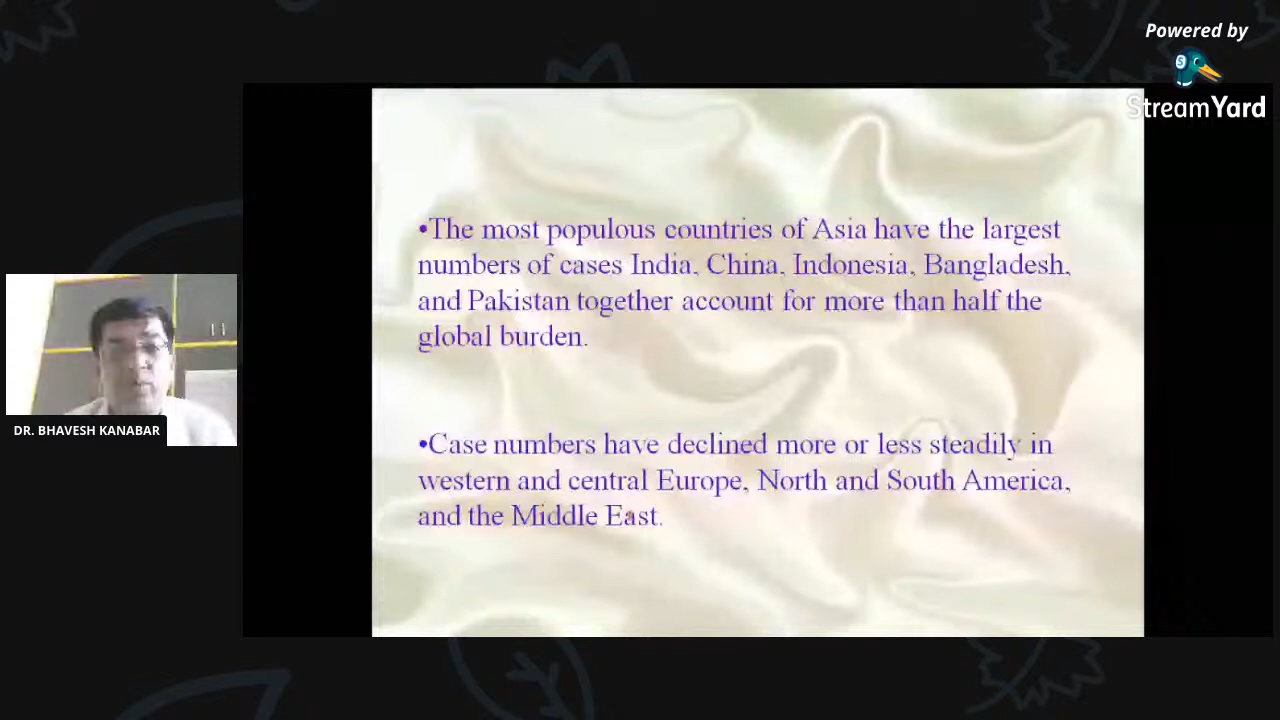 Powered by
StreamYard
•The most populous countries of Asia have the largest
numbers of cases India, China, Indonesia, Bangladesh,
and Pakistan together account for more than half the
global burden.
•Case numbers have declined more or less steadily in
western and central Europe, North and South America,
and the Middle East.
DR. BHAVESH KANABAR